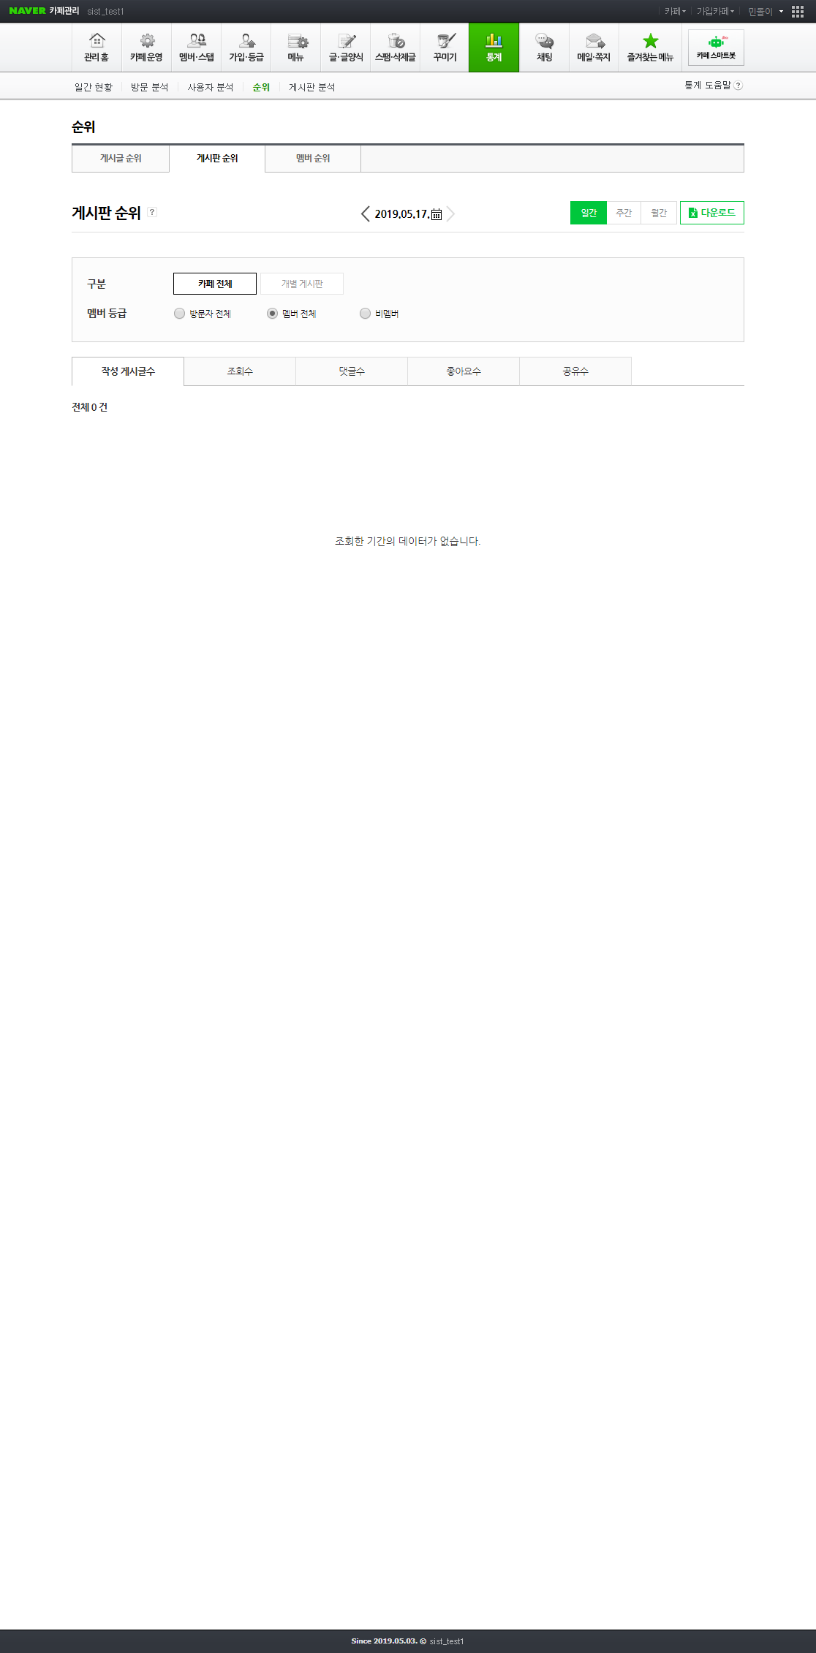 NAVER 카페관리 sist_test1 카페 가입카페 민돌이
관리 홈 카페 운영 멤버·스탭 가입·등급 메뉴 글·글양식 스팸·삭제글 꾸미기 통계 채팅 메일·쪽지 즐겨찾는 메뉴 카페 스마트봇
일간 현황 방문 분석 사용자 분석 순위 게시판 분석 통계 도움말 ?
순위
게시글 순위 게시판 순위 멤버 순위
게시판 순위 ? 2019.05.17. 일간 주간 월간 다운로드
구분 카페 전체 개별 게시판
멤버 등급 방문자 전체 멤버 전체 비멤버
작성 게시글수 조회수 댓글수 좋아요수 공유수
전체 0 건
조회한 기간의 데이터가 없습니다.
Since 2019.05.03. © sist_test1